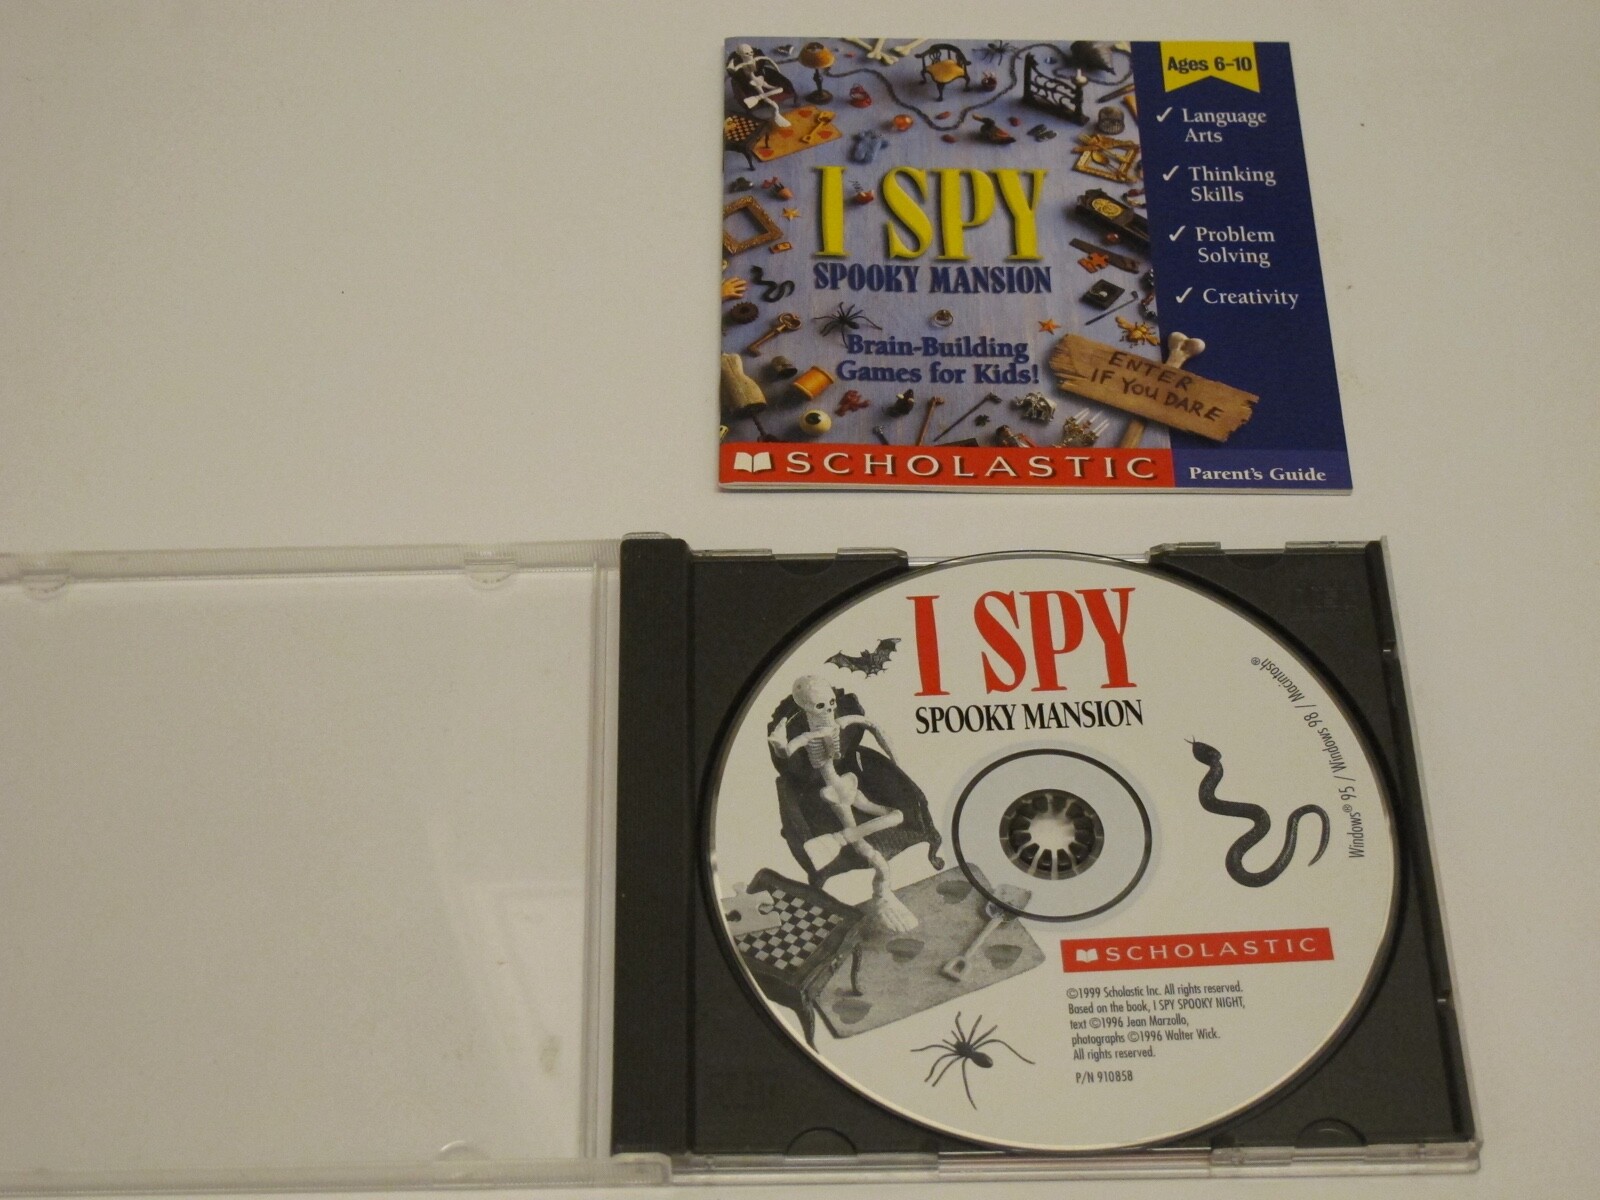 Ages 6-10
✓ Language
Arts
✓ Thinking
Skills
✓ Problem
Solving
✓ Creativity
I SPY
SPOOKY MANSION
Brain-Building
Games for Kids!
ENTER
IF YOU DARE
SCHOLASTIC
Parent's Guide
I SPY
SPOOKY MANSION
Windows® 95 / Windows 98 / Macintosh®
SCHOLASTIC
©1999 Scholastic Inc. All rights reserved.
Based on the book, I SPY SPOOKY NIGHT,
text ©1996 Jean Marzollo,
photographs ©1996 Walter Wick.
All rights reserved.
P/N 910858